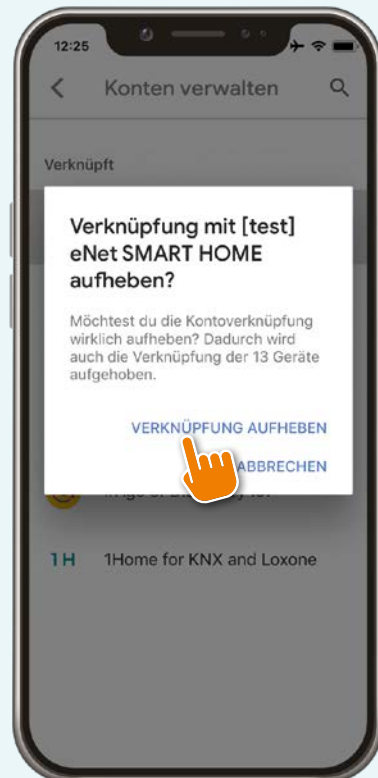 12:25
Konten verwalten
Verknüpft
Verknüpfung mit [test]
eNet SMART HOME
aufheben?
Möchtest du die Kontoverknüpfung
wirklich aufheben? Dadurch wird
auch die Verknüpfung der 13 Geräte
aufgehoben.
VERKNÜPFUNG AUFHEBEN
ABBRECHEN
1H 1Home for KNX and Loxone